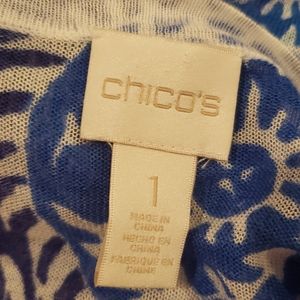 chico's
1
MADE IN
CHINA
HECHO EN
CHINA
FABRIQUÉ EN
CHINE